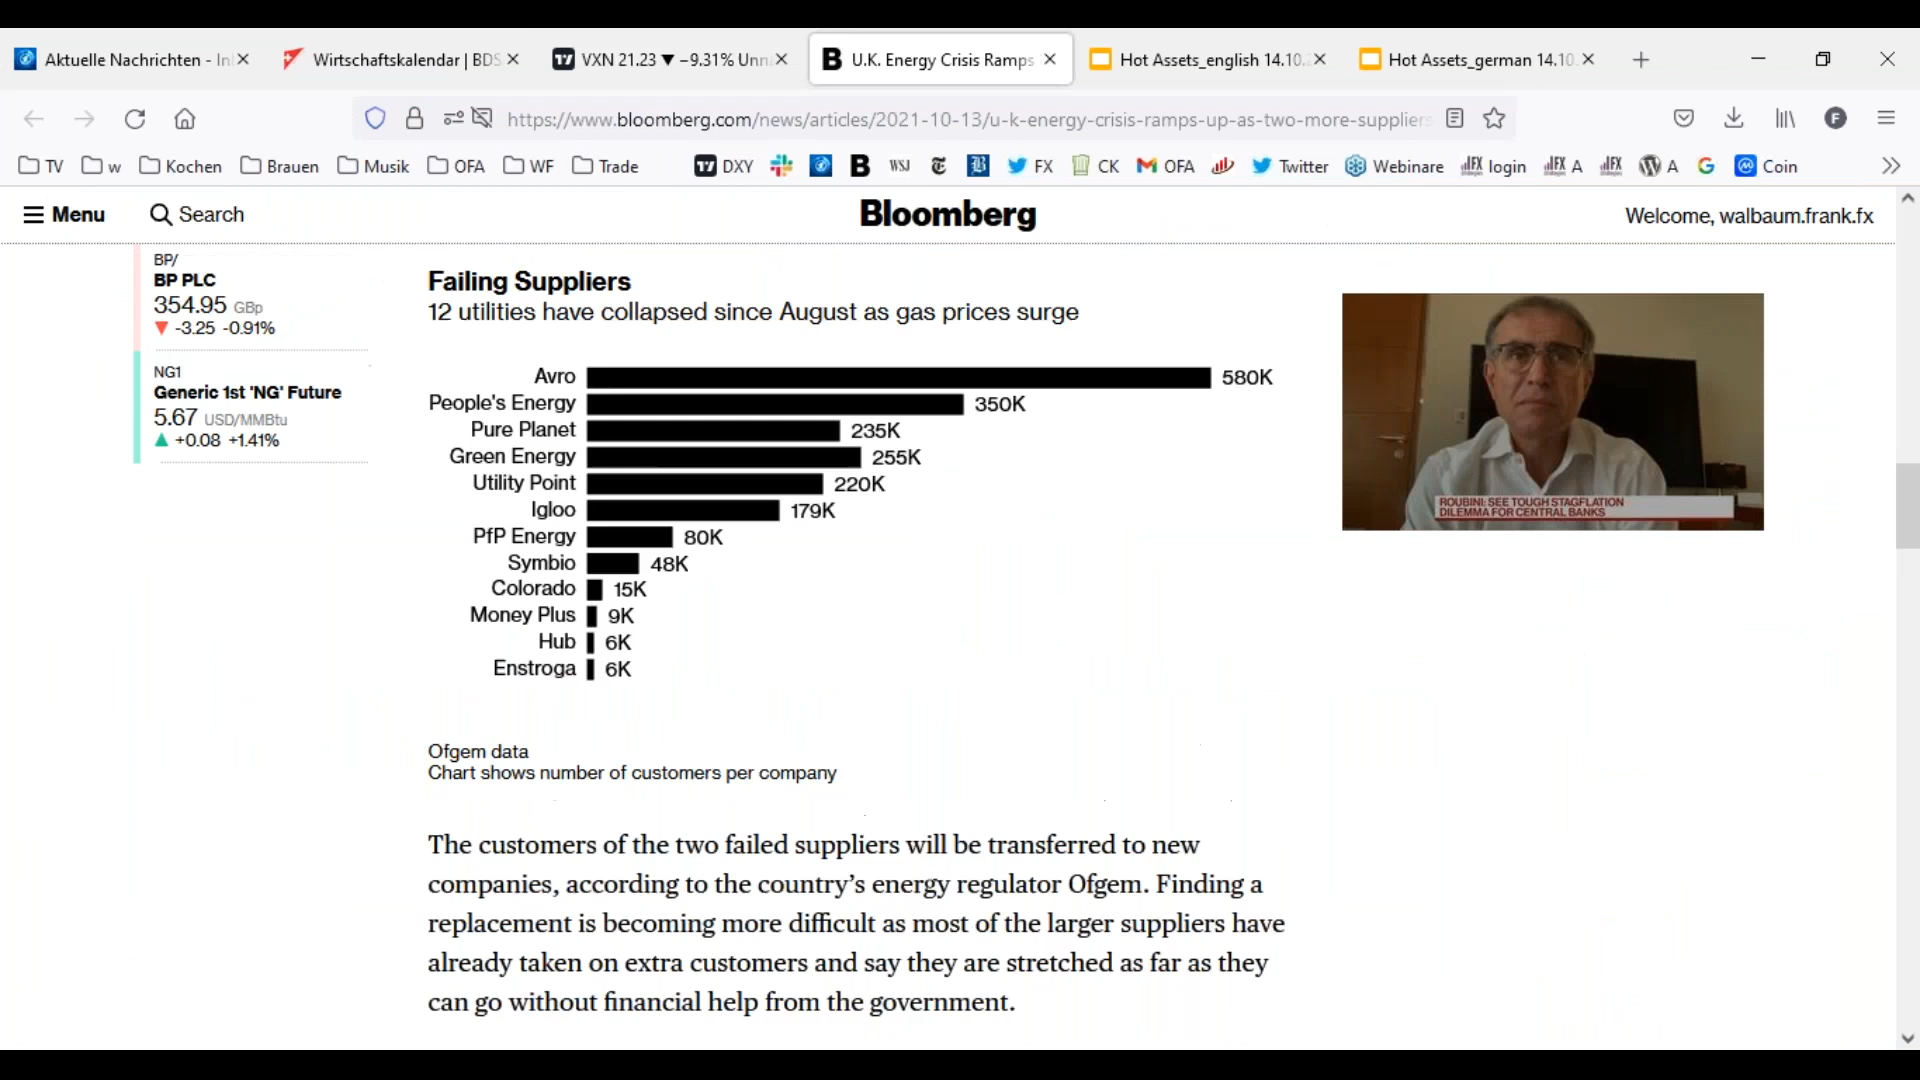 Aktuelle Nachrichten - In
Wirtschaftskalendar | BDS
VXN 21.23 ▼ −9.31% Unn
U.K. Energy Crisis Ramps
Hot Assets_english 14.10.
Hot Assets_german 14.10.
https://www.bloomberg.com/news/articles/2021-10-13/u-k-energy-crisis-ramps-up-as-two-more-suppliers
TV w Kochen Brauen Musik OFA WF Trade DXY B WSJ FX CK OFA Twitter Webinare login A A Coin
Menu
Search
Bloomberg
Welcome, walbaum.frank.fx
BP/
BP PLC
354.95 GBp
▼ -3.25 -0.91%
NG1
Generic 1st 'NG' Future
5.67 USD/MMBtu
▲ +0.08 +1.41%
Failing Suppliers
12 utilities have collapsed since August as gas prices surge
Avro 580K
People's Energy 350K
Pure Planet 235K
Green Energy 255K
Utility Point 220K
Igloo 179K
PfP Energy 80K
Symbio 48K
Colorado 15K
Money Plus 9K
Hub 6K
Enstroga 6K
Ofgem data
Chart shows number of customers per company
ROUBINI: SEE TOUGH STAGFLATION
DILEMMA FOR CENTRAL BANKS
The customers of the two failed suppliers will be transferred to new
companies, according to the country’s energy regulator Ofgem. Finding a
replacement is becoming more difficult as most of the larger suppliers have
already taken on extra customers and say they are stretched as far as they
can go without financial help from the government.